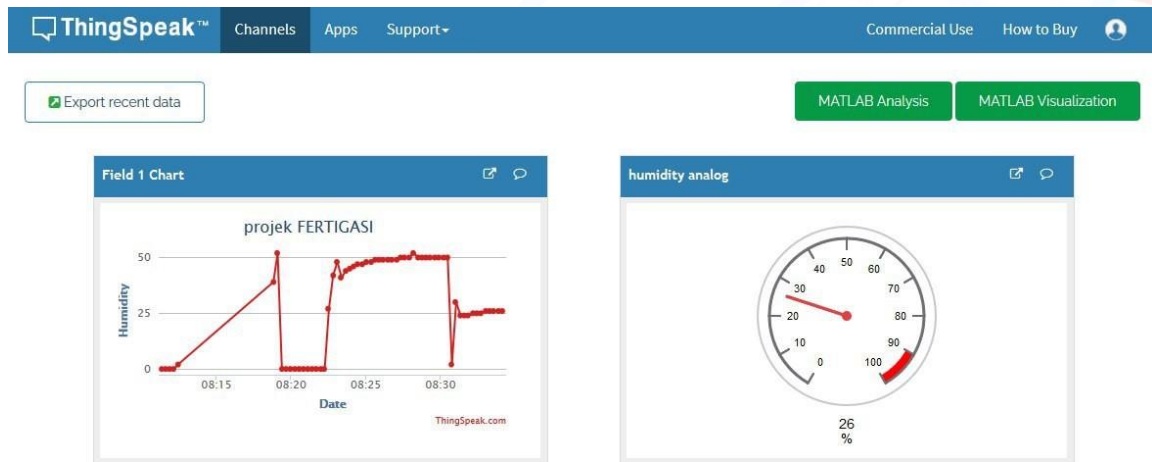 ThingSpeak™ Channels Apps Support Commercial Use How to Buy
Export recent data MATLAB Analysis MATLAB Visualization
Field 1 Chart
projek FERTIGASI
50
25
0
Humidity
08:15 08:20 08:25 08:30
Date
ThingSpeak.com
humidity analog
0
10
20
30
40
50
60
70
80
90
100
26
%